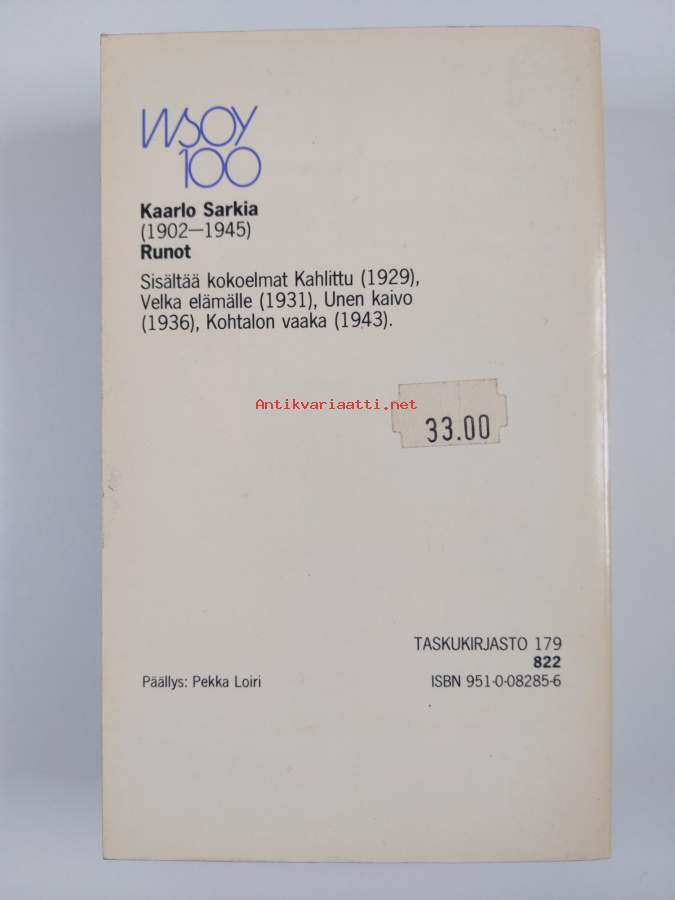 WSOY
100
Kaarlo Sarkia
(1902—1945)
Runot
Sisältää kokoelmat Kahlittu (1929),
Velka elämälle (1931), Unen kaivo
(1936), Kohtalon vaaka (1943).
Antikvariaatti.net
33.00
TASKUKIRJASTO 179
822
Päällys: Pekka Loiri
ISBN 951-0-08285-6